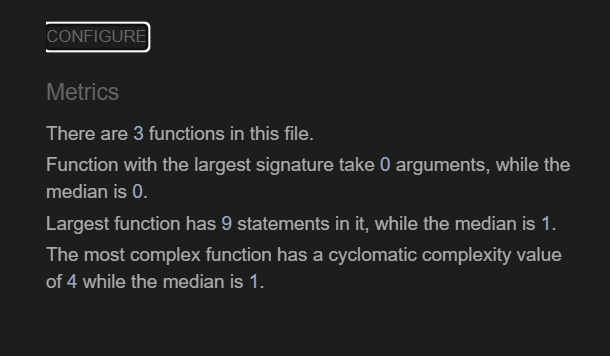 CONFIGURE
Metrics
There are 3 functions in this file.
Function with the largest signature take 0 arguments, while the
median is 0.
Largest function has 9 statements in it, while the median is 1.
The most complex function has a cyclomatic complexity value
of 4 while the median is 1.